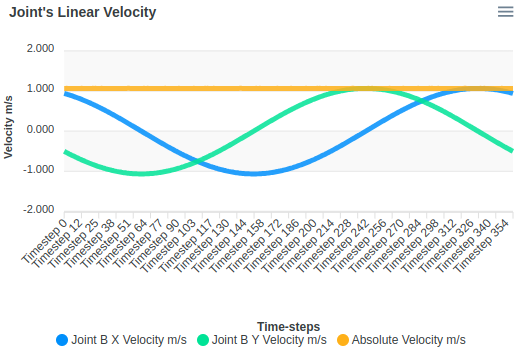 Joint's Linear Velocity
2.000
1.000
0.000
-1.000
-2.000
Velocity m/s
Timestep 0
Timestep 12
Timestep 25
Timestep 38
Timestep 51
Timestep 64
Timestep 77
Timestep 90
Timestep 103
Timestep 117
Timestep 130
Timestep 144
Timestep 158
Timestep 172
Timestep 186
Timestep 200
Timestep 214
Timestep 228
Timestep 242
Timestep 256
Timestep 270
Timestep 284
Timestep 298
Timestep 312
Timestep 326
Timestep 340
Timestep 354
Time-steps
Joint B X Velocity m/s Joint B Y Velocity m/s Absolute Velocity m/s